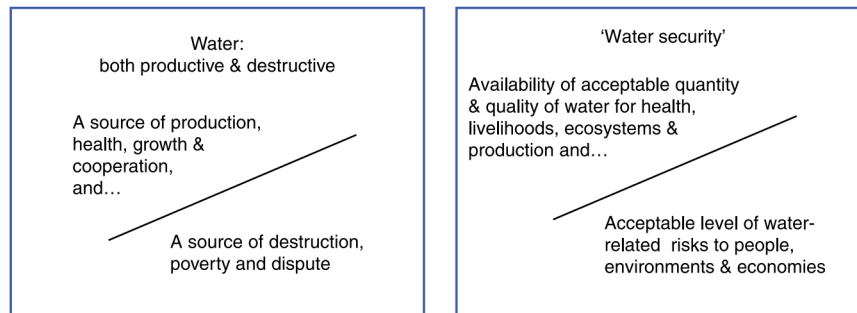 Water:
both productive & destructive
A source of production,
health, growth &
cooperation,
and…
A source of destruction,
poverty and dispute
‘Water security’
Availability of acceptable quantity
& quality of water for health,
livelihoods, ecosystems &
production and…
Acceptable level of water-
related risks to people,
environments & economies